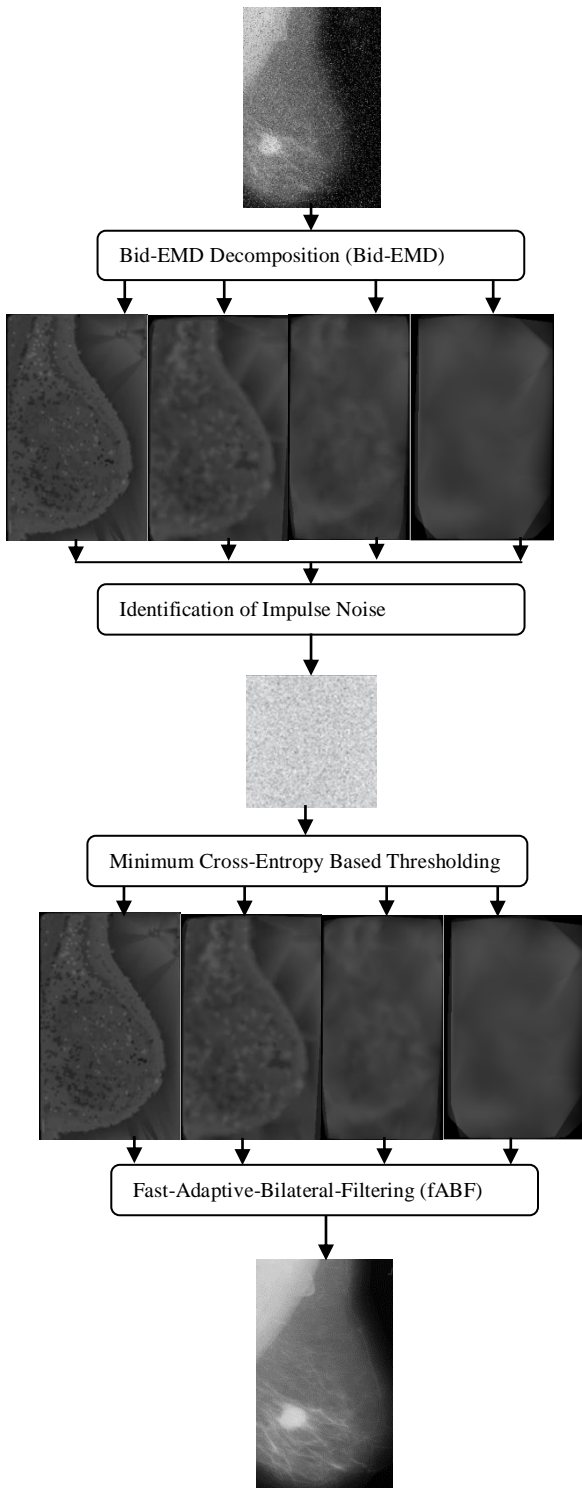 Bid-EMD Decomposition (Bid-EMD)
Identification of Impulse Noise
Minimum Cross-Entropy Based Thresholding
Fast-Adaptive-Bilateral-Filtering (fABF)